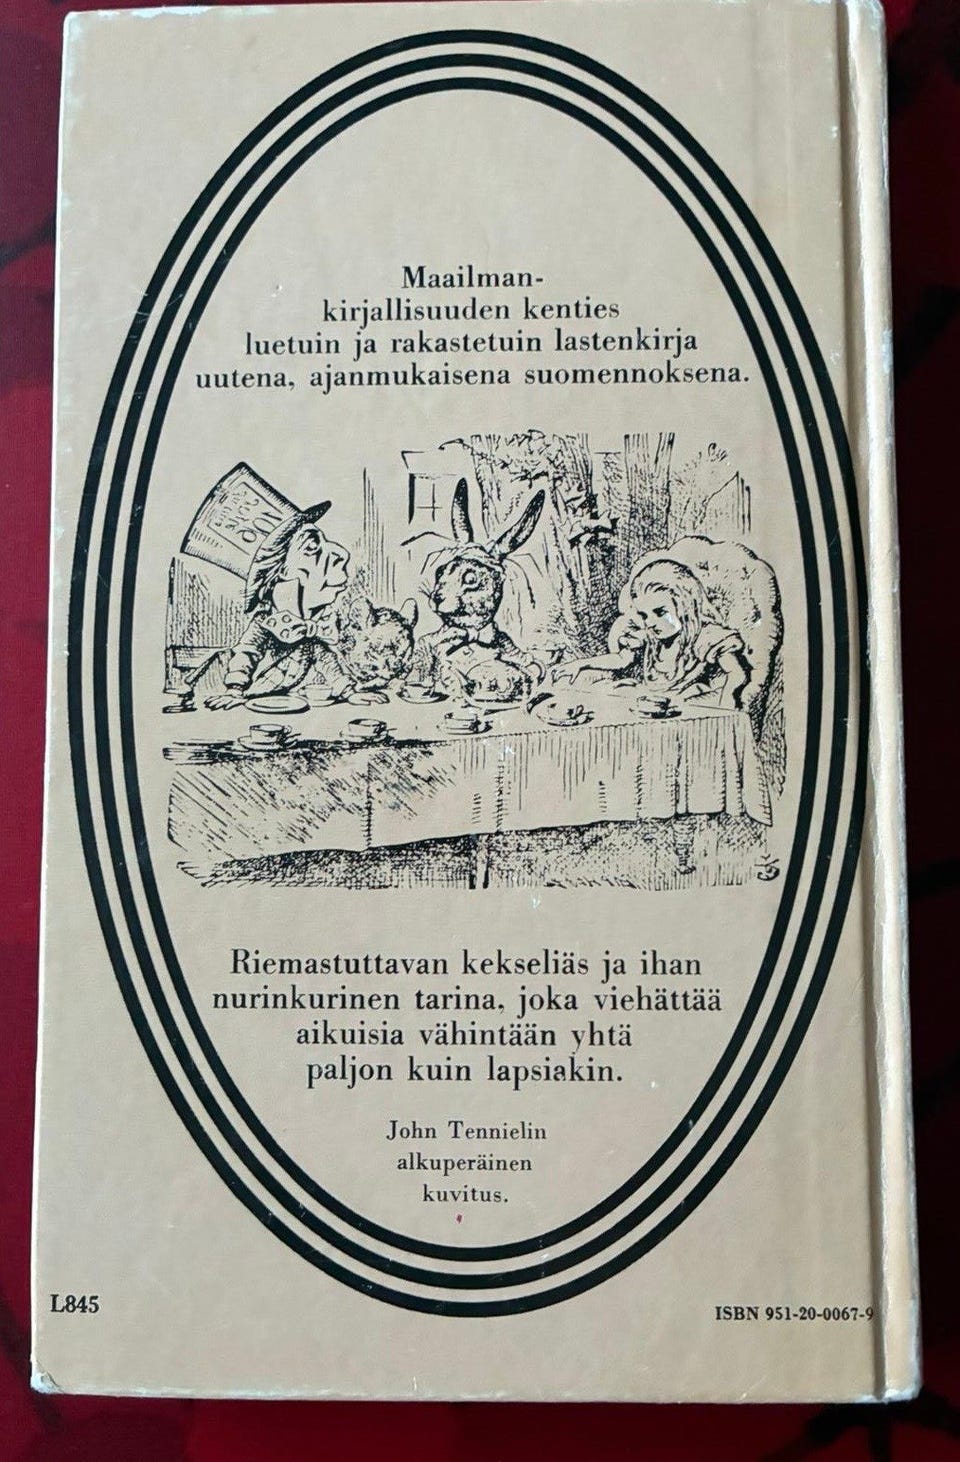 Maailman-
kirjallisuuden kenties
luetuin ja rakastetuin lastenkirja
uutena, ajanmukaisena suomennoksena.
Riemastuttavan kekseliäs ja ihan
nurinkurinen tarina, joka viehättää
aikuisia vähintään yhtä
paljon kuin lapsiakin.
John Tennielin
alkuperäinen
kuvitus.
L845
ISBN 951-20-0067-9